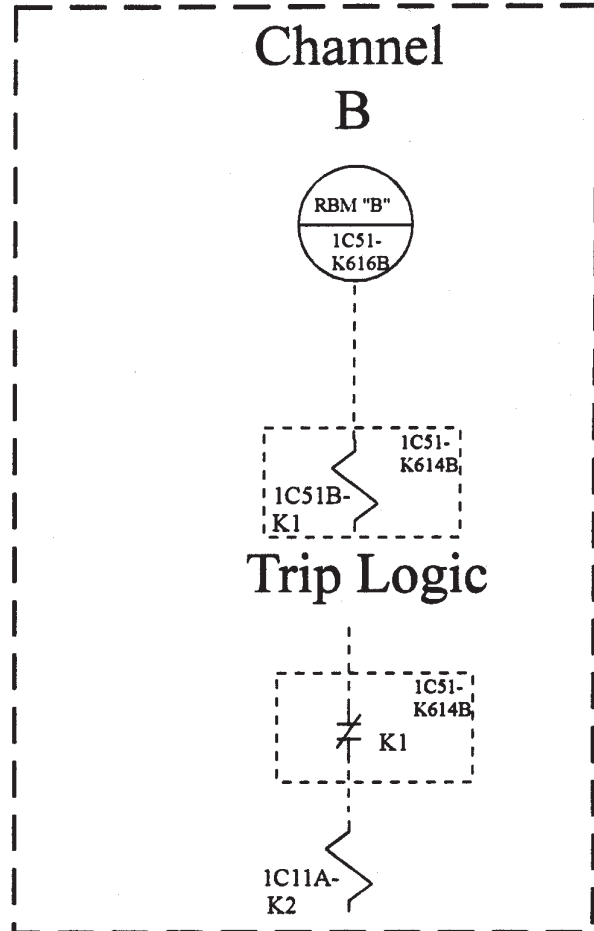 Channel
B
RBM "B"
1C51-
K616B
1C51-
K614B
1C51B-
K1
Trip Logic
1C51-
K614B
K1
1C11A-
K2